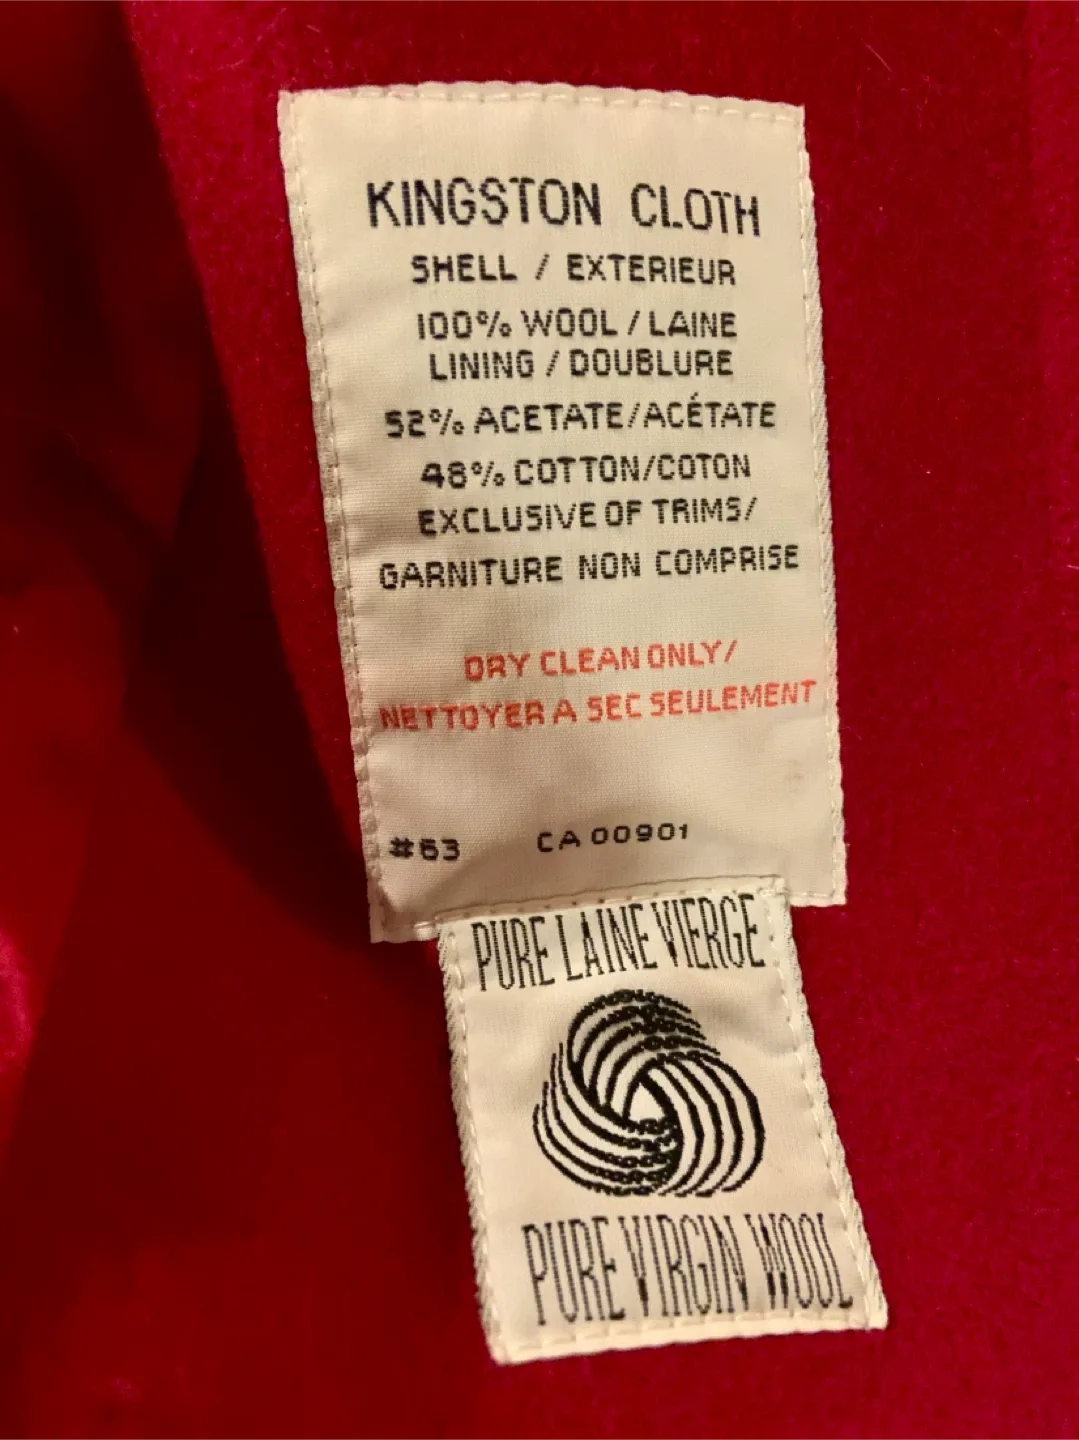 KINGSTON CLOTH
SHELL / EXTERIEUR
100% WOOL / LAINE
LINING / DOUBLURE
52% ACETATE/ACÉTATE
48% COTTON/COTON
EXCLUSIVE OF TRIMS/
GARNITURE NON COMPRISE
DRY CLEAN ONLY/
NETTOYER A SEC SEULEMENT
#63 CA 00901
PURE LAINE VIERGE
PURE VIRGIN WOOL